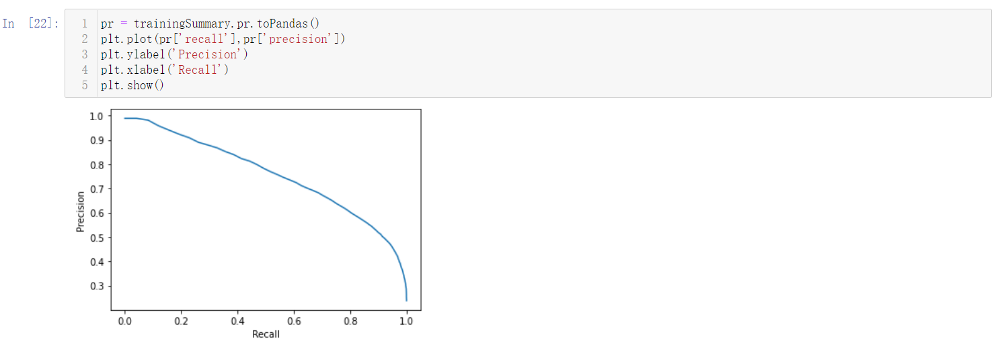 In [22]:
1 pr = trainingSummary.pr.toPandas()
2 plt.plot(pr['recall'],pr['precision'])
3 plt.ylabel('Precision')
4 plt.xlabel('Recall')
5 plt.show()
1.0
0.9
0.8
0.7
0.6
0.5
0.4
0.3
Precision
0.0 0.2 0.4 0.6 0.8 1.0
Recall